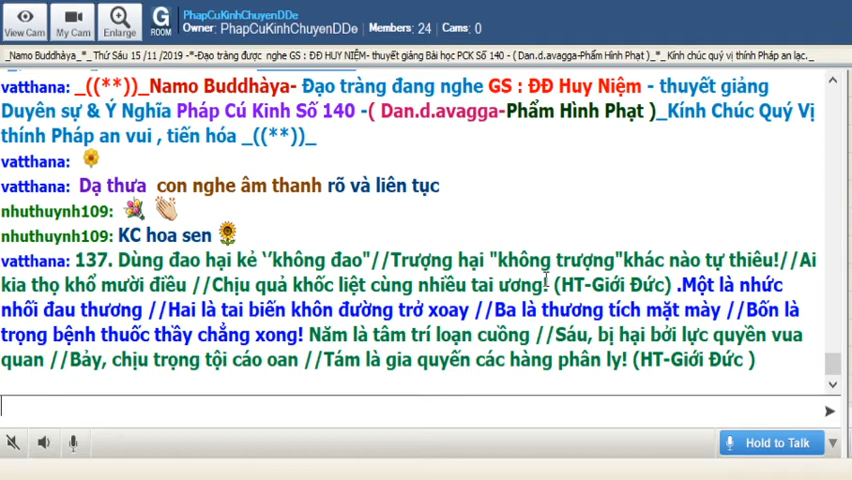 View Cam
My Cam
Enlarge
G
ROOM
PhapCuKinhChuyenDDe
Owner: PhapCuKinhChuyenDDe Members: 24 Cams: 0
_Namo Buddhàya_*_ Thứ Sáu 15 /11 /2019 -*-Đạo tràng được nghe GS : ĐĐ HUY NIỆM- thuyết giảng Bài học PCK Số 140 - ( Dan.d.avagga-Phẩm Hình Phạt )_*_ Kính chúc quý vị thính Pháp an lạc._
vatthana: _((**))_Namo Buddhàya- Đạo tràng đang nghe GS : ĐĐ Huy Niệm - thuyết giảng
Duyên sự & Ý Nghĩa Pháp Cú Kinh Số 140 -( Dan.d.avagga-Phẩm Hình Phạt )_Kính Chúc Quý Vị
thính Pháp an vui , tiến hóa _((**))_
vatthana:
vatthana: Dạ thưa con nghe âm thanh rõ và liên tục
nhuthuynh109:
nhuthuynh109: KC hoa sen
vatthana: 137. Dùng đao hại kẻ ‘’không đao"//Trượng hại "không trượng"khác nào tự thiêu!//Ai
kia thọ khổ mười điều //Chịu quả khốc liệt cùng nhiều tai ương! (HT-Giới Đức) .Một là nhức
nhối đau thương //Hai là tai biến khôn đường trở xoay //Ba là thương tích mặt mày //Bốn là
trọng bệnh thuốc thầy chẳng xong! Năm là tâm trí loạn cuồng //Sáu, bị hại bởi lực quyền vua
quan //Bảy, chịu trọng tội cáo oan //Tám là gia quyến các hàng phân ly! (HT-Giới Đức )
Hold to Talk